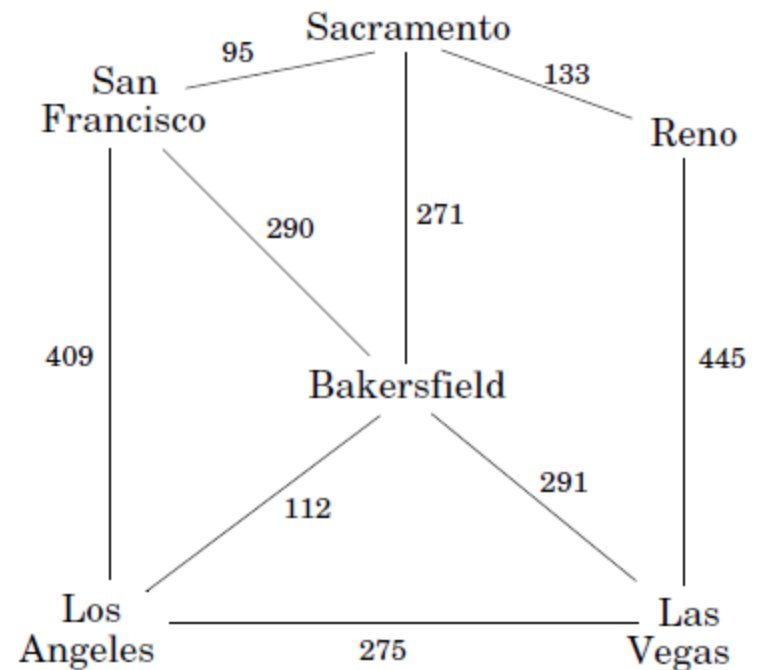 Sacramento
95
San
Francisco
133
Reno
290
271
409
445
Bakersfield
291
112
Los
Angeles
275
Las
Vegas